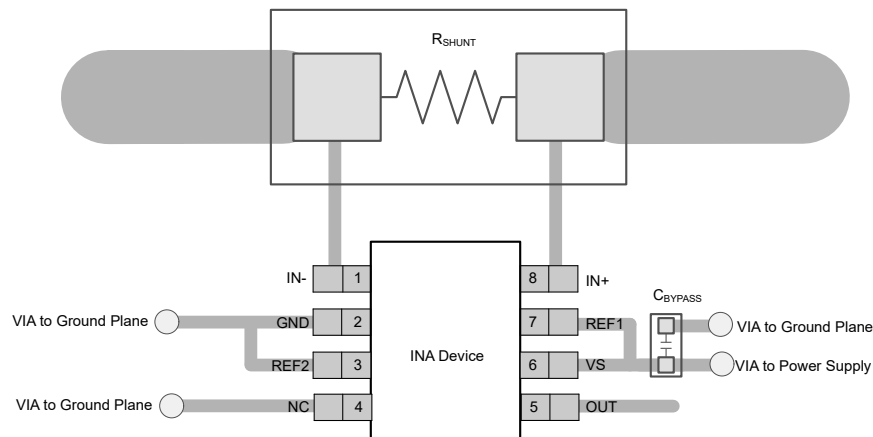 RSHUNT
IN-
1
8
IN+
CBYPASS
VIA to Ground Plane
GND
2
7
REF1
VIA to Ground Plane
REF2
3
INA Device
6
VS
VIA to Power Supply
VIA to Ground Plane
NC
4
5
OUT